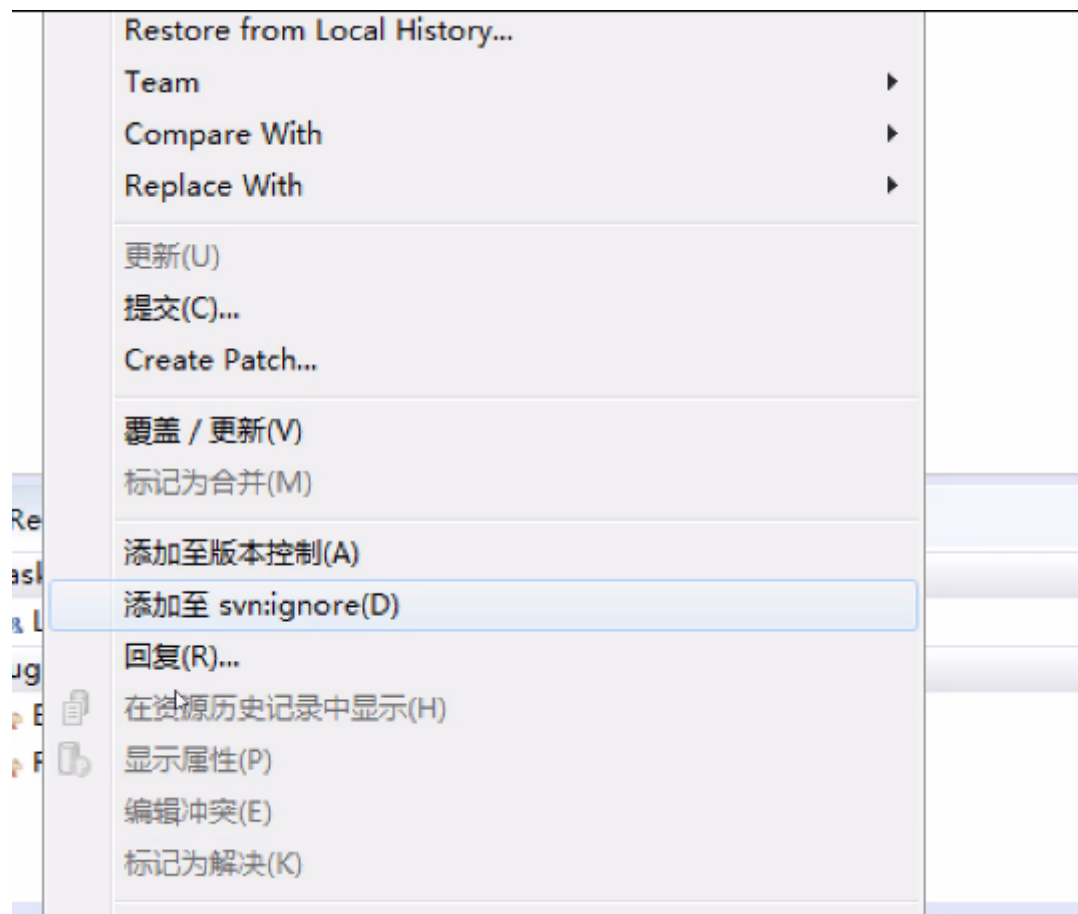 Restore from Local History...
Team
Compare With
Replace With
更新(U)
提交(C)...
Create Patch...
覆盖 / 更新(V)
标记为合并(M)
Re
添加至版本控制(A)
ask
添加至 svn:ignore(D)
L
回复(R)...
ug
在资源历史记录中显示(H)
E
显示属性(P)
F
编辑冲突(E)
标记为解决(K)